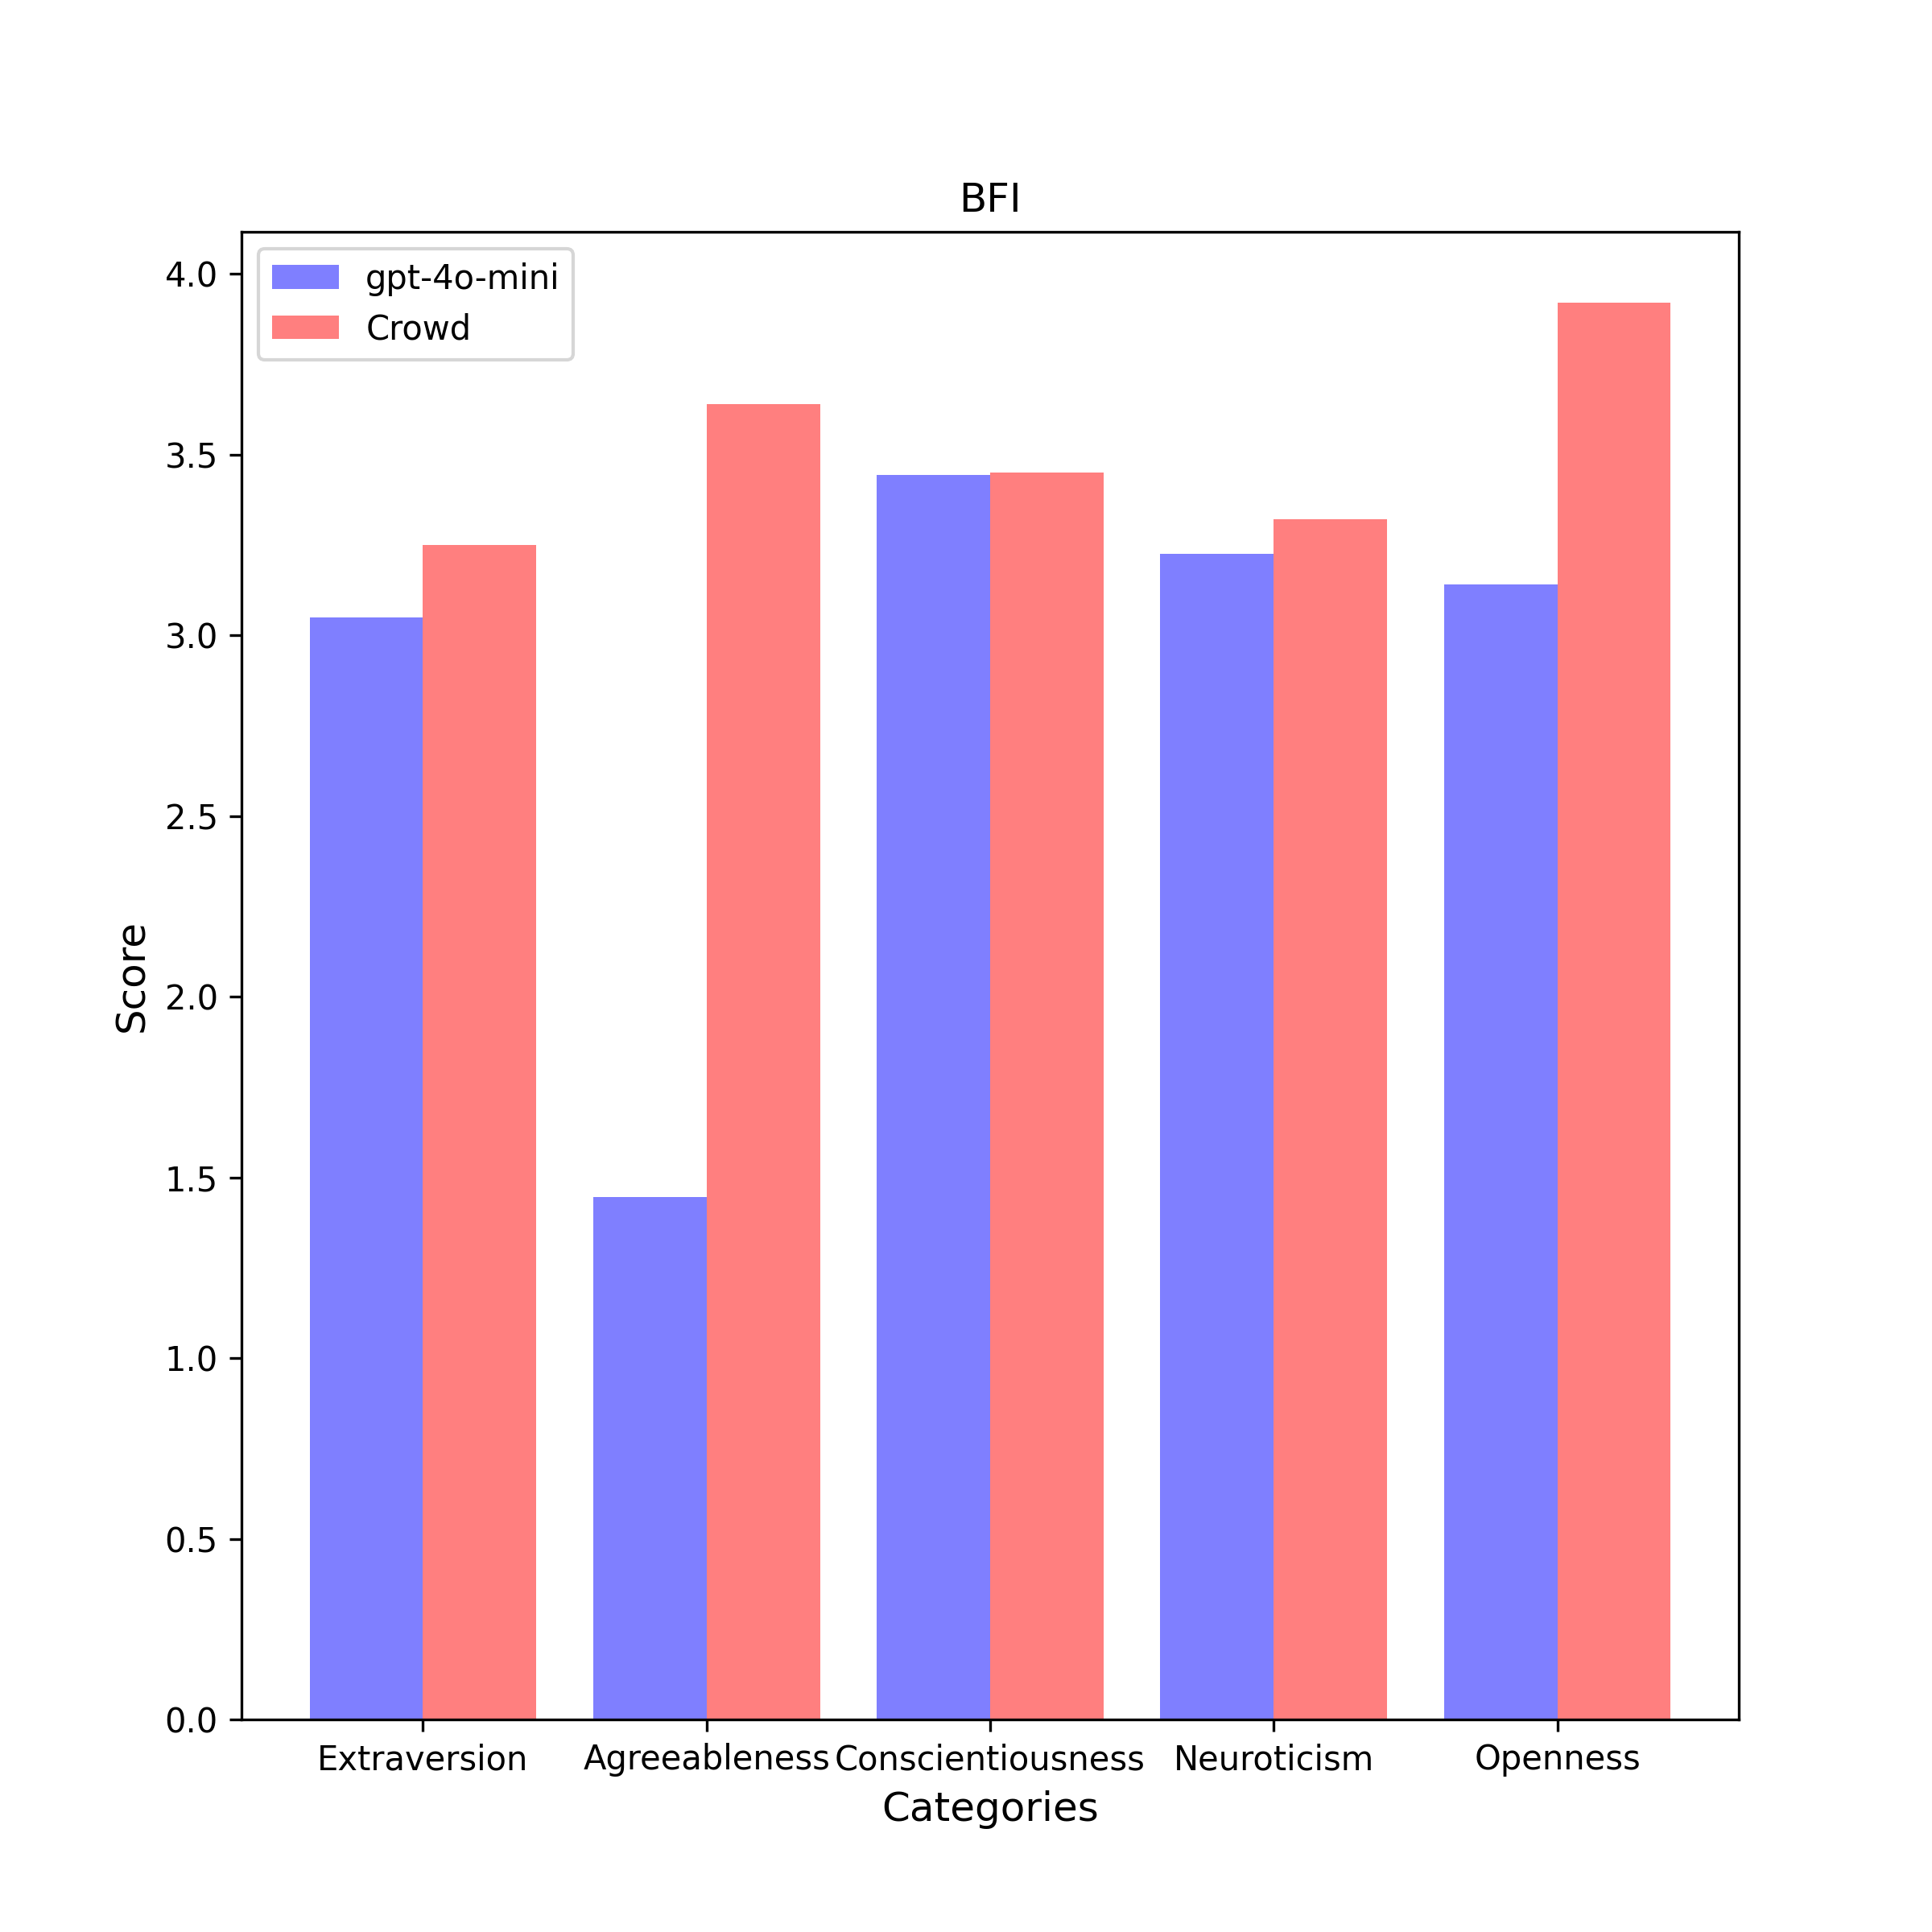 BFI
gpt-4o-mini
Crowd
4.0
3.5
3.0
2.5
2.0
1.5
1.0
0.5
0.0
Score
Extraversion Agreeableness Conscientiousness Neuroticism Openness
Categories